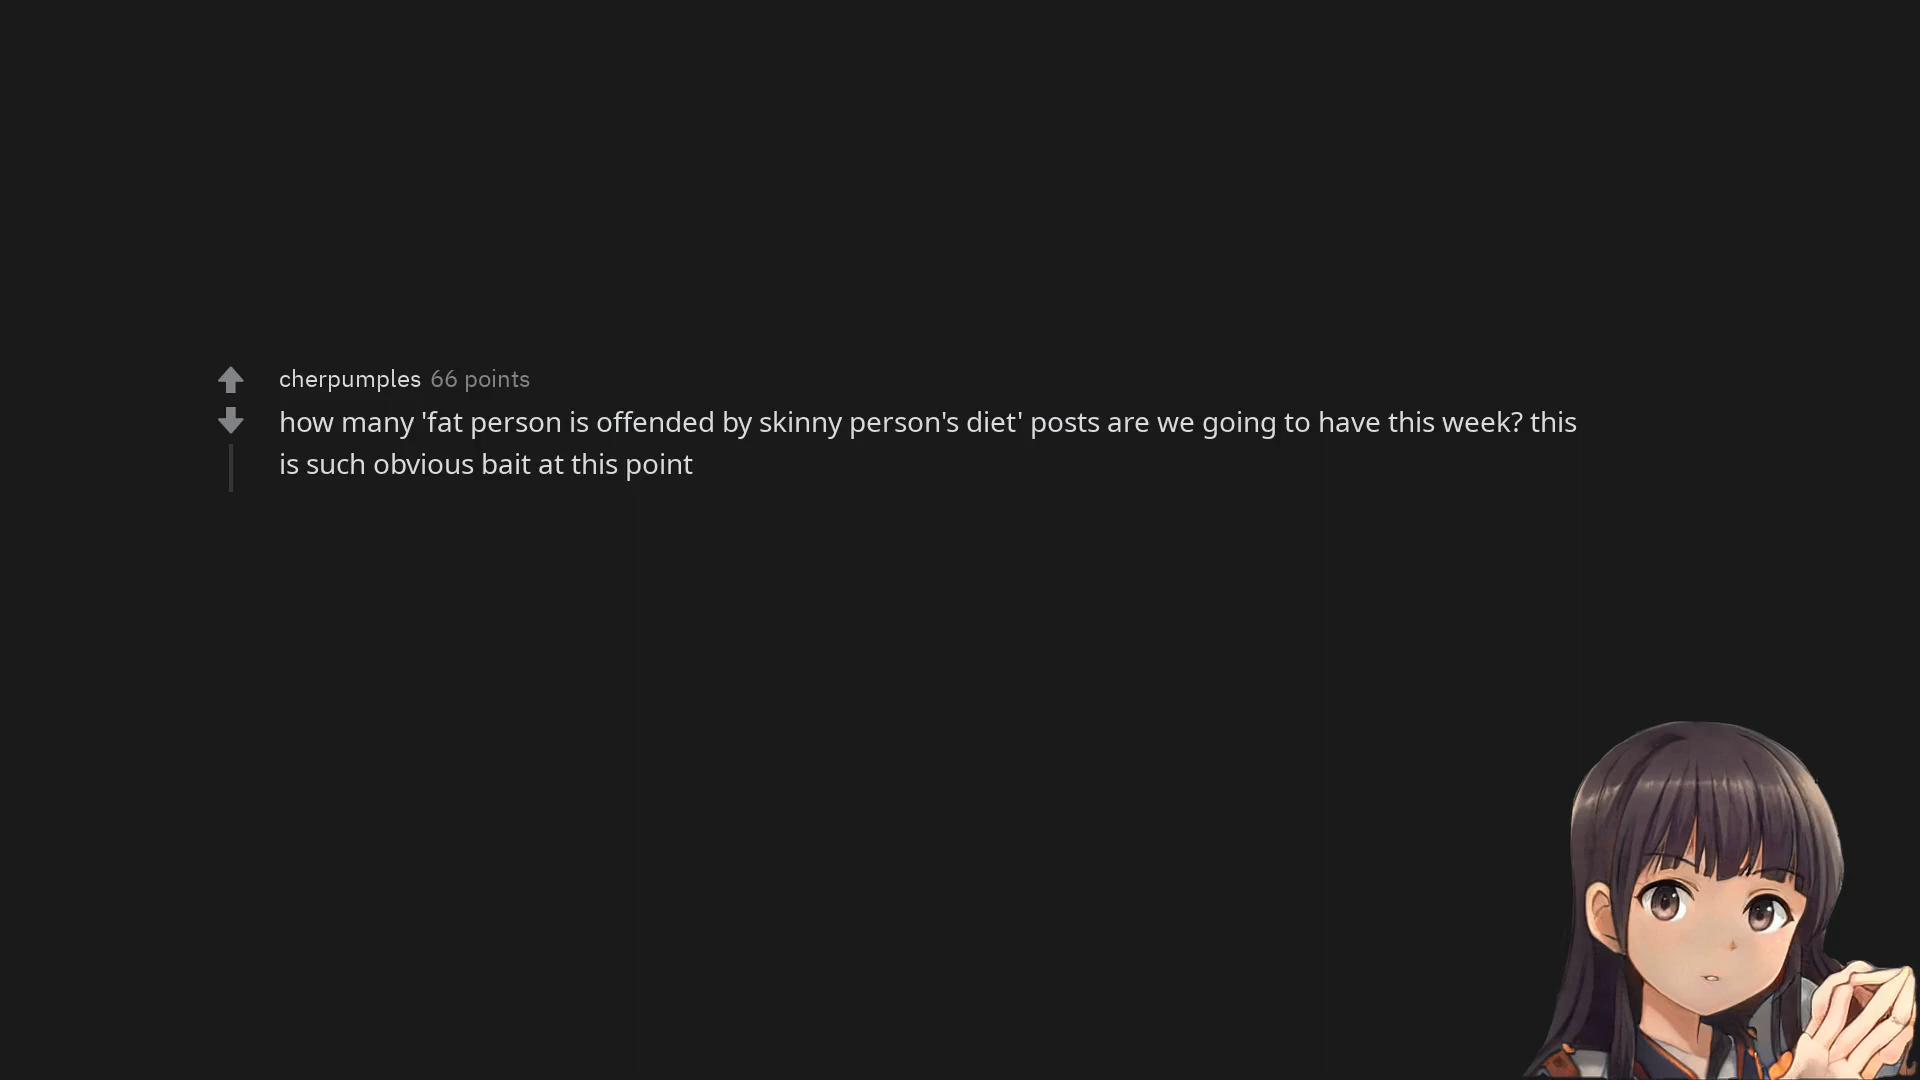 cherpumples 66 points
how many 'fat person is offended by skinny person's diet' posts are we going to have this week? this
is such obvious bait at this point